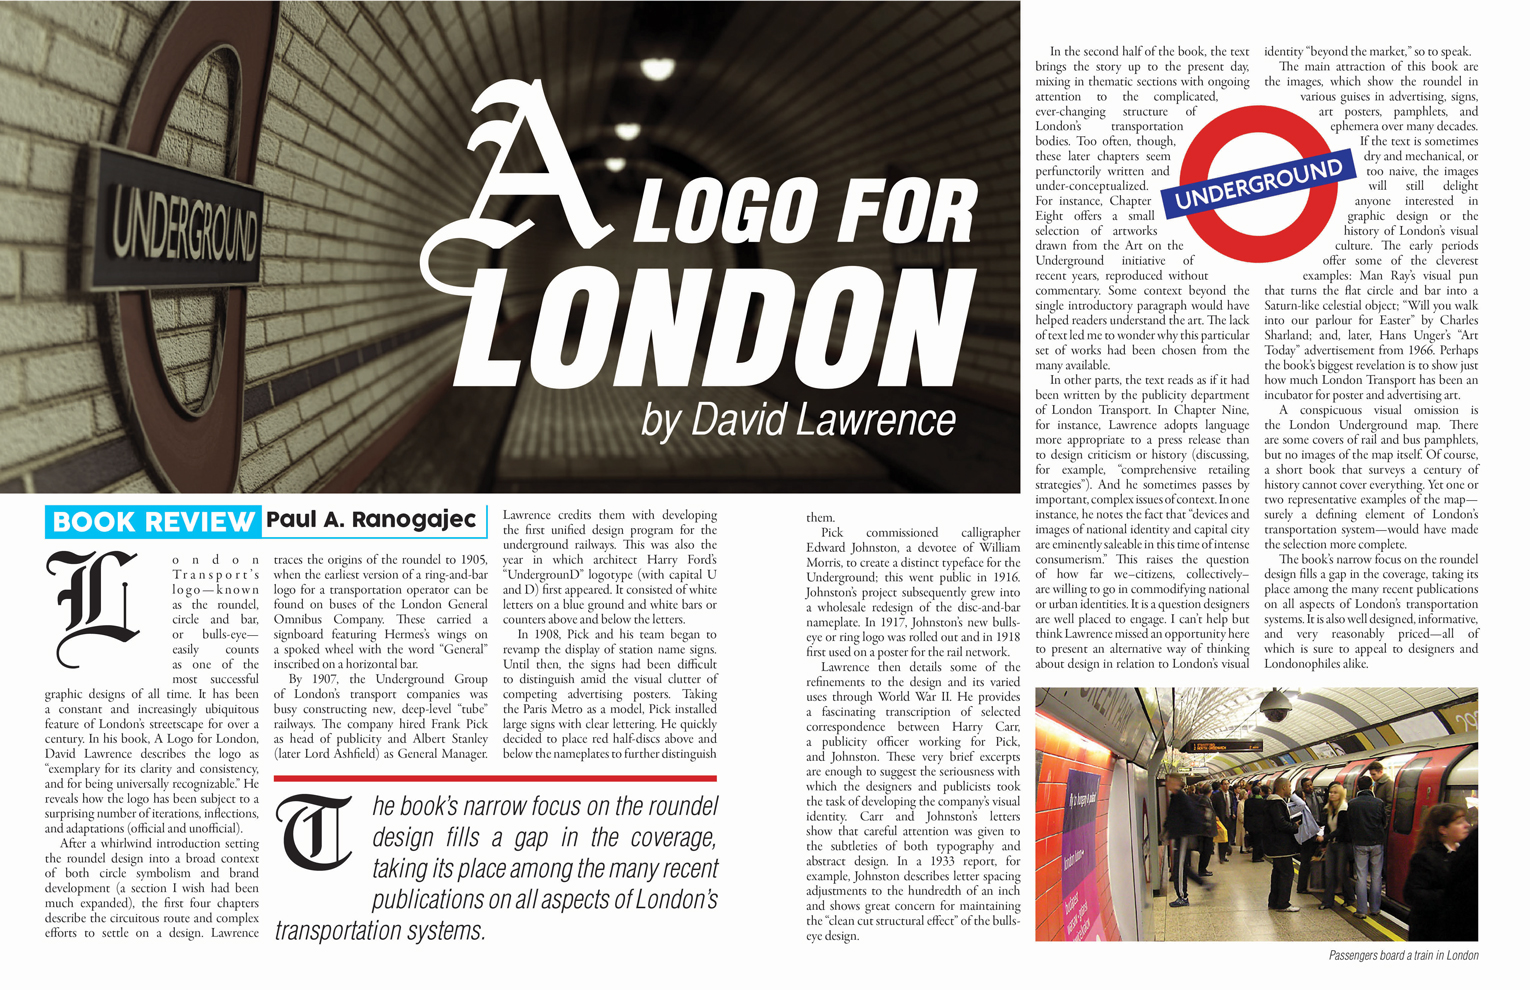 UNDERGROUND
A LOGO FOR
LONDON
by David Lawrence
BOOK REVIEW Paul A. Ranogajec
London
Transport's
logo—known
as the roundel,
circle and bar,
or bulls-eye—
easily counts
as one of the
most successful
graphic designs of all time. It has been
a constant and increasingly ubiquitous
feature of London's streetscape for over a
century. In his book, A Logo for London,
David Lawrence describes the logo as
"exemplary for its clarity and consistency,
and for being universally recognizable." He
reveals how the logo has been subject to a
surprising number of iterations, inflections,
and adaptations (official and unofficial).
After a whirlwind introduction setting
the roundel design into a broad context
of both circle symbolism and brand
development (a section I wish had been
much expanded), the first four chapters
describe the circuitous route and complex
efforts to settle on a design. Lawrence
traces the origins of the roundel to 1905,
when the earliest version of a ring-and-bar
logo for a transportation operator can be
found on buses of the London General
Omnibus Company. These carried a
signboard featuring Hermes's wings on
a spoked wheel with the word "General"
inscribed on a horizontal bar.
By 1907, the Underground Group
of London's transport companies was
busy constructing new, deep-level "tube"
railways. The company hired Frank Pick
as head of publicity and Albert Stanley
(later Lord Ashfield) as General Manager.
Lawrence credits them with developing
the first unified design program for the
underground railways. This was also the
year in which architect Harry Ford's
"UndergrounD" logotype (with capital U
and D) first appeared. It consisted of white
letters on a blue ground and white bars or
counters above and below the letters.
In 1908, Pick and his team began to
revamp the display of station name signs.
Until then, the signs had been difficult
to distinguish amid the visual clutter of
competing advertising posters. Taking
the Paris Metro as a model, Pick installed
large signs with clear lettering. He quickly
decided to place red half-discs above and
below the nameplates to further distinguish
The book's narrow focus on the roundel
design fills a gap in the coverage,
taking its place among the many recent
publications on all aspects of London's
transportation systems.
them.
Pick commissioned calligrapher
Edward Johnston, a devotee of William
Morris, to create a distinct typeface for the
Underground; this went public in 1916.
Johnston's project subsequently grew into
a wholesale redesign of the disc-and-bar
nameplate. In 1917, Johnston's new bulls-
eye or ring logo was rolled out and in 1918
first used on a poster for the rail network.
Lawrence then details some of the
refinements to the design and its varied
uses through World War II. He provides
a fascinating transcription of selected
correspondence between Harry Carr,
a publicity officer working for Pick,
and Johnston. These very brief excerpts
are enough to suggest the seriousness with
which the designers and publicists took
the task of developing the company's visual
identity. Carr and Johnston's letters
show that careful attention was given to
the subtleties of both typography and
abstract design. In a 1933 report, for
example, Johnston describes letter spacing
adjustments to the hundredth of an inch
and shows great concern for maintaining
the "clean cut structural effect" of the bulls-
eye design.
In the second half of the book, the text
brings the story up to the present day,
mixing in thematic sections with ongoing
attention to the complicated,
ever-changing structure of
London's transportation
bodies. Too often, though,
these later chapters seem
perfunctorily written and
under-conceptualized.
For instance, Chapter
Eight offers a small
selection of artworks
drawn from the Art on the
Underground initiative of
recent years, reproduced without
commentary. Some context beyond the
single introductory paragraph would have
helped readers understand the art. The lack
of text led me to wonder why this particular
set of works had been chosen from the
many available.
In other parts, the text reads as if it had
been written by the publicity department
of London Transport. In Chapter Nine,
for instance, Lawrence adopts language
more appropriate to a press release than
to design criticism or history (discussing,
for example, "comprehensive retailing
strategies"). And he sometimes passes by
important, complex issues of context. In one
instance, he notes the fact that "devices and
images of national identity and capital city
are eminently saleable in this time of intense
consumerism." This raises the question
of how far we–citizens, collectively–
are willing to go in commodifying national
or urban identities. It is a question designers
are well placed to engage. I can't help but
think Lawrence missed an opportunity here
to present an alternative way of thinking
about design in relation to London's visual
identity "beyond the market," so to speak.
The main attraction of this book are
the images, which show the roundel in
various guises in advertising, signs,
art posters, pamphlets, and
ephemera over many decades.
If the text is sometimes
dry and mechanical, or
too naive, the images
will still delight
anyone interested in
graphic design or the
history of London's visual
culture. The early periods
offer some of the cleverest
examples: Man Ray's visual pun
that turns the flat circle and bar into a
Saturn-like celestial object; "Will you walk
into our parlour for Easter" by Charles
Sharland; and, later, Hans Unger's "Art
Today" advertisement from 1966. Perhaps
the book's biggest revelation is to show just
how much London Transport has been an
incubator for poster and advertising art.
A conspicuous visual omission is
the London Underground map. There
are some covers of rail and bus pamphlets,
but no images of the map itself. Of course,
a short book that surveys a century of
history cannot cover everything. Yet one or
two representative examples of the map—
surely a defining element of London's
transportation system—would have made
the selection more complete.
The book's narrow focus on the roundel
design fills a gap in the coverage, taking its
place among the many recent publications
on all aspects of London's transportation
systems. It is also well designed, informative,
and very reasonably priced—all of
which is sure to appeal to designers and
Londonophiles alike.
UNDERGROUND
Passengers board a train in London